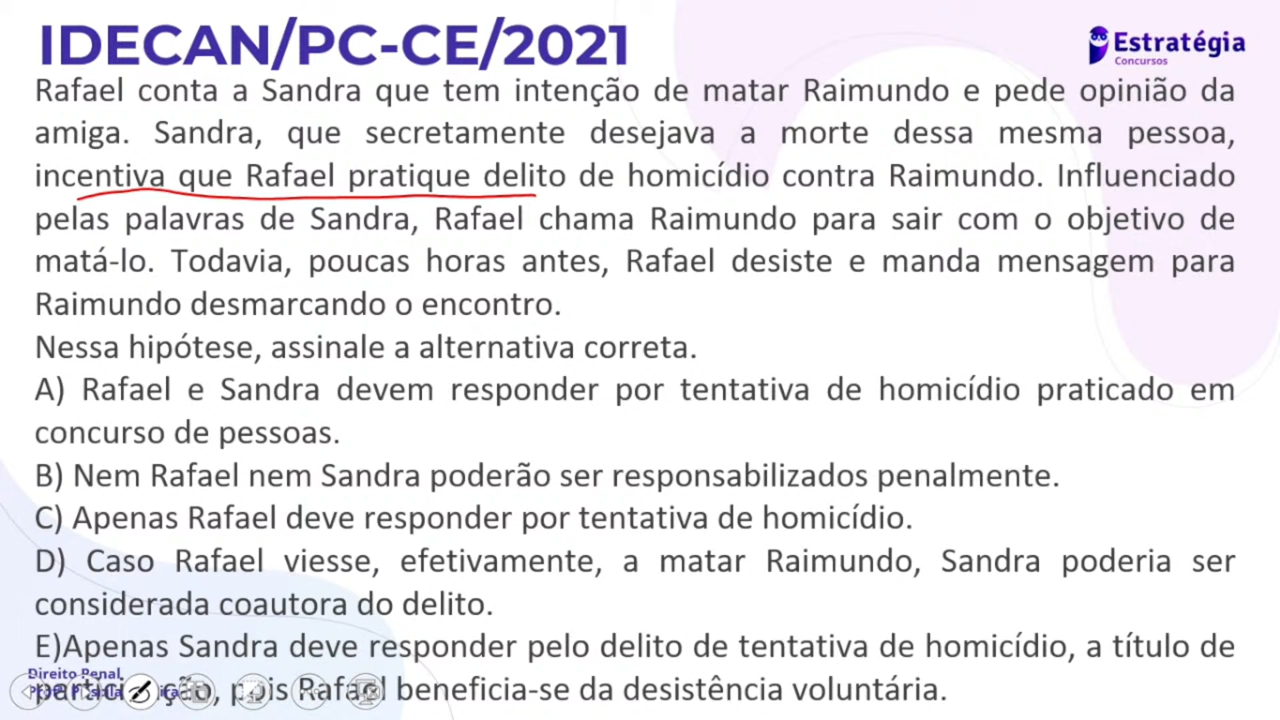 IDECAN/PC-CE/2021
Estratégia
Concursos
Rafael conta a Sandra que tem intenção de matar Raimundo e pede opinião da
amiga. Sandra, que secretamente desejava a morte dessa mesma pessoa,
incentiva que Rafael pratique delito de homicídio contra Raimundo. Influenciado
pelas palavras de Sandra, Rafael chama Raimundo para sair com o objetivo de
matá-lo. Todavia, poucas horas antes, Rafael desiste e manda mensagem para
Raimundo desmarcando o encontro.
Nessa hipótese, assinale a alternativa correta.
A) Rafael e Sandra devem responder por tentativa de homicídio praticado em
concurso de pessoas.
B) Nem Rafael nem Sandra poderão ser responsabilizados penalmente.
C) Apenas Rafael deve responder por tentativa de homicídio.
D) Caso Rafael viesse, efetivamente, a matar Raimundo, Sandra poderia ser
considerada coautora do delito.
E)Apenas Sandra deve responder pelo delito de tentativa de homicídio, a título de
Direito Penal
participação, pois Rafael beneficia-se da desistência voluntária.